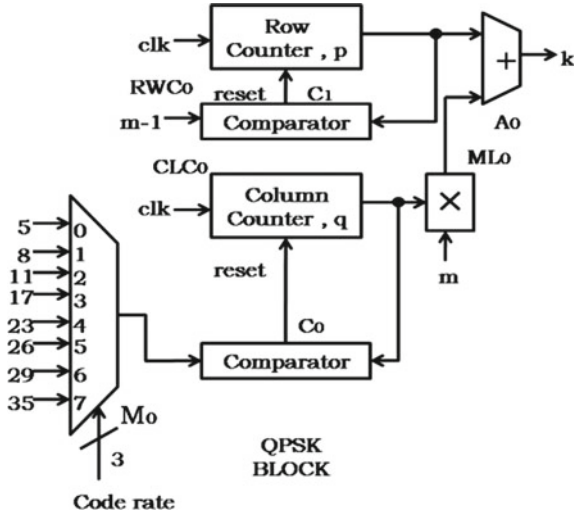 Row
clk
Counter , p
k
RWC0
reset
C1
m-1
Comparator
A0
CLC0
ML0
Column
clk
Counter , q
×
+
5
0
8
1
11
2
17
3
23
4
26
5
29
6
35
7
reset
m
C0
Comparator
M0
3
QPSK
BLOCK
Code rate